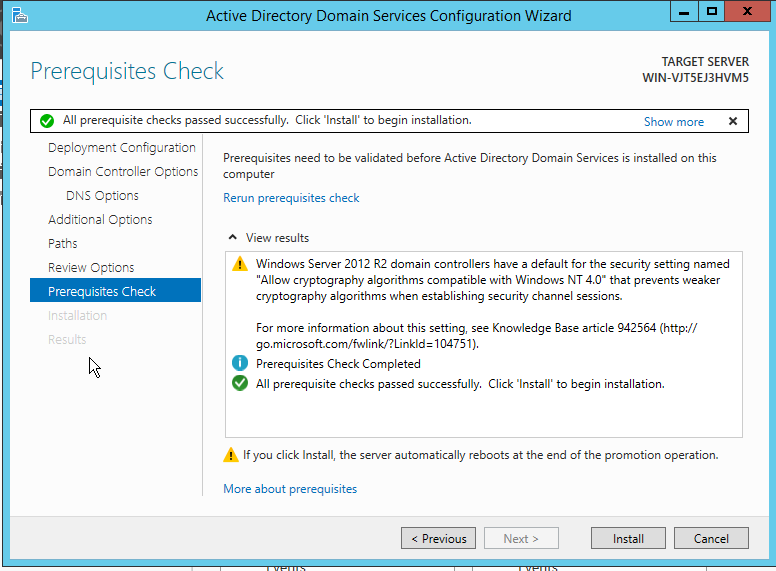 Active Directory Domain Services Configuration Wizard
Prerequisites Check
TARGET SERVER
WIN-VJT5EJ3HVM5
All prerequisite checks passed successfully.  Click 'Install' to begin installation.
Show more
Deployment Configuration
Domain Controller Options
DNS Options
Additional Options
Paths
Review Options
Prerequisites Check
Installation
Results
Prerequisites need to be validated before Active Directory Domain Services is installed on this
computer
Rerun prerequisites check
View results
Windows Server 2012 R2 domain controllers have a default for the security setting named
"Allow cryptography algorithms compatible with Windows NT 4.0" that prevents weaker
cryptography algorithms when establishing security channel sessions.
For more information about this setting, see Knowledge Base article 942564 (http://
go.microsoft.com/fwlink/?LinkId=104751).
Prerequisites Check Completed
All prerequisite checks passed successfully.  Click 'Install' to begin installation.
If you click Install, the server automatically reboots at the end of the promotion operation.
More about prerequisites
< Previous
Next >
Install
Cancel